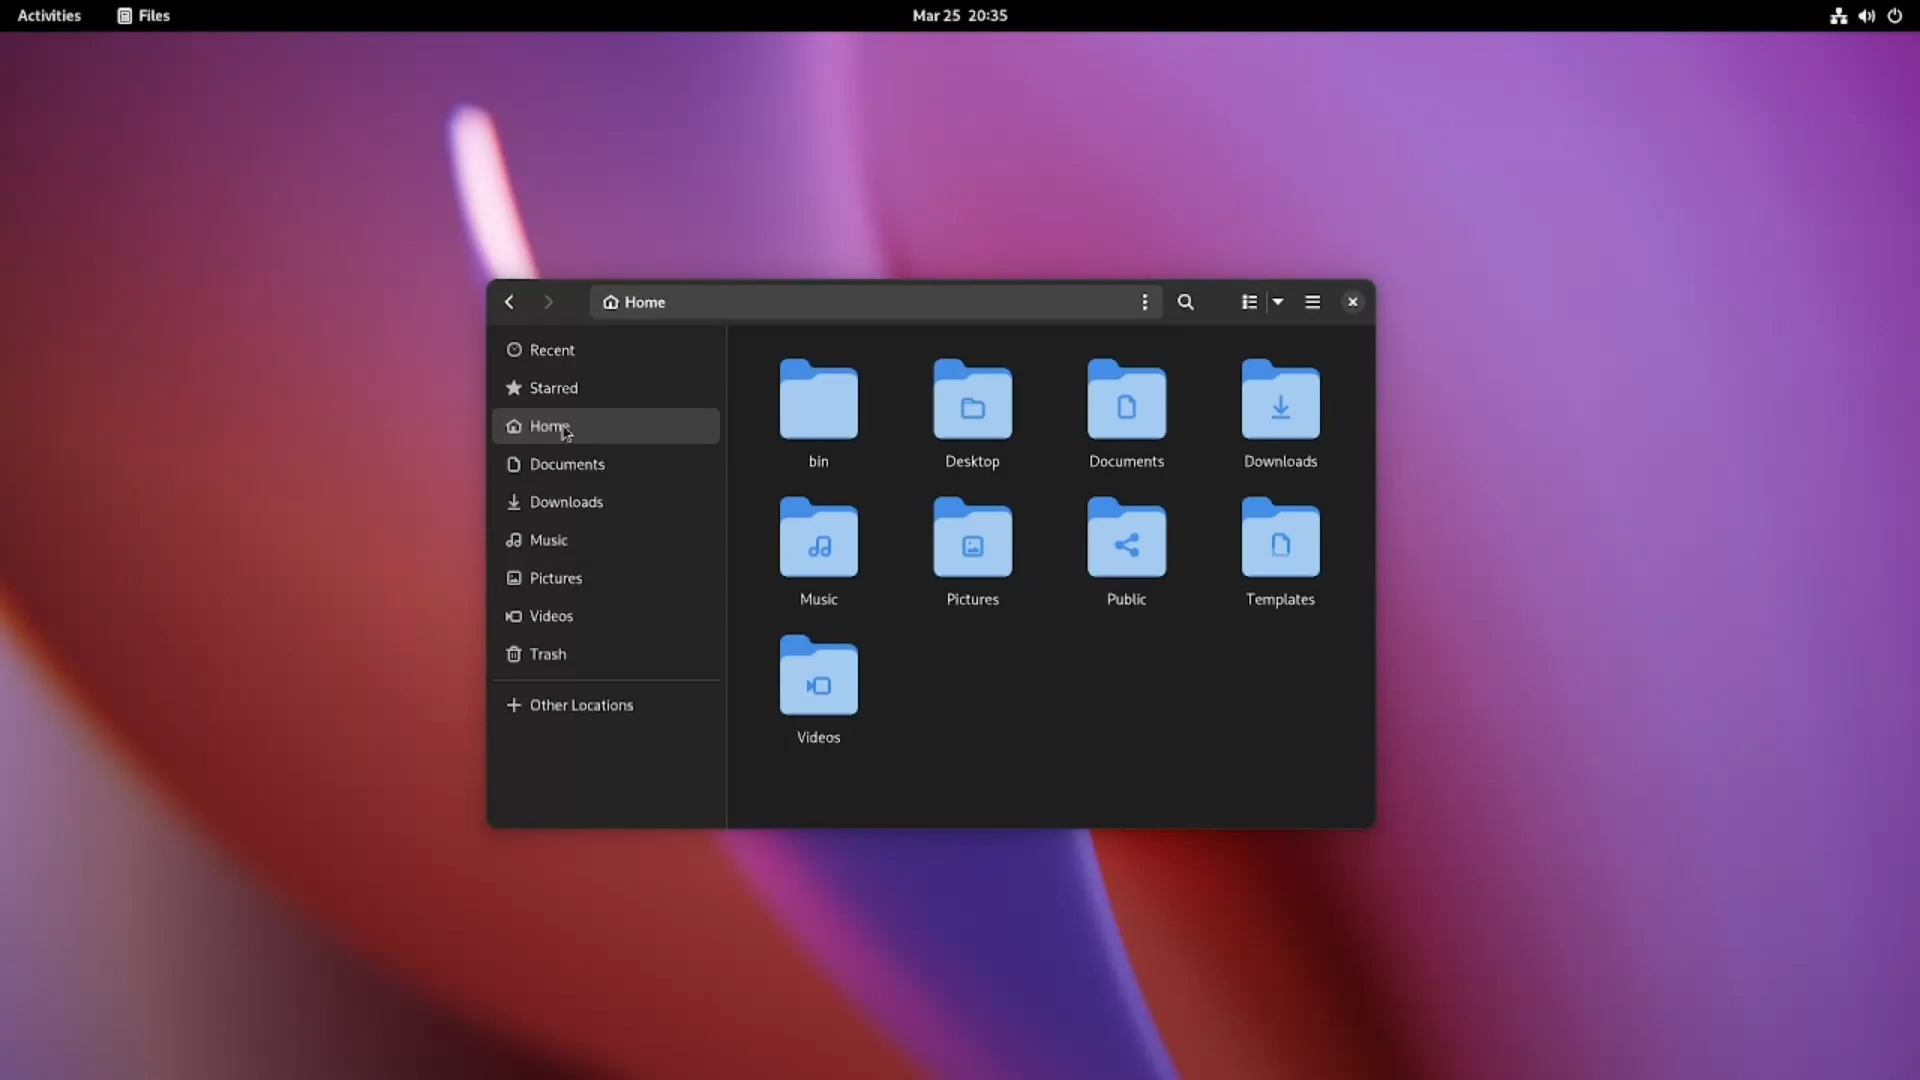 Activities
Files
Mar 25 20:35
Home
Recent
Starred
Home
Documents
Downloads
Music
Pictures
Videos
Trash
Other Locations
bin
Desktop
Documents
Downloads
Music
Pictures
Public
Templates
Videos